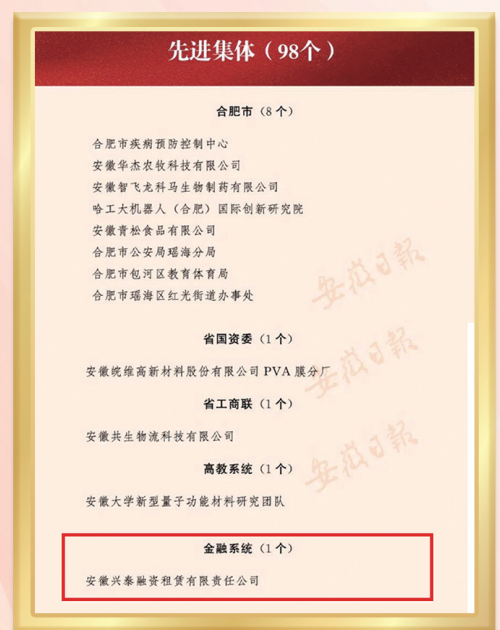 先进集体（98个）
合肥市（8个）
合肥市疾病预防控制中心
安徽华杰农牧科技有限公司
安徽智飞龙科马生物制药有限公司
哈工大机器人（合肥）国际创新研究院
安徽青松食品有限公司
合肥市公安局瑶海分局
合肥市包河区教育体育局
合肥市瑶海区红光街道办事处
安徽日报
省国资委（1个）
安徽日报
安徽皖维高新材料股份有限公司 PVA 膜分厂
省工商联（1个）
安徽共生物流科技有限公司
安徽日报
高教系统（1个）
安徽大学新型量子功能材料研究团队
金融系统（1个）
安徽兴泰融资租赁有限责任公司